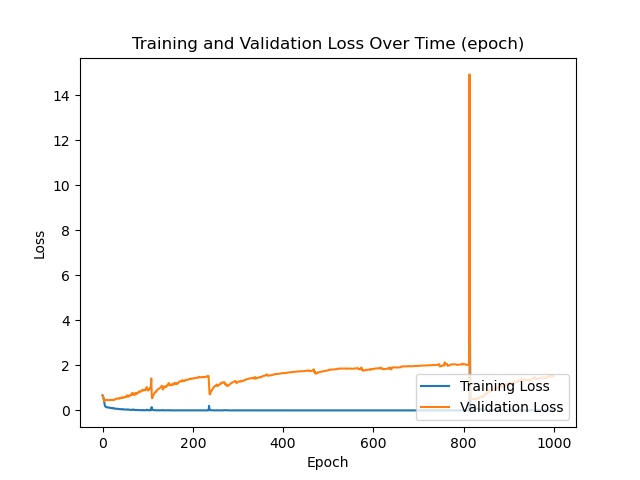 Training and Validation Loss Over Time (epoch)
Loss
14
12
10
8
6
4
2
0
0 200 400 600 800 1000
Epoch
Training Loss
Validation Loss